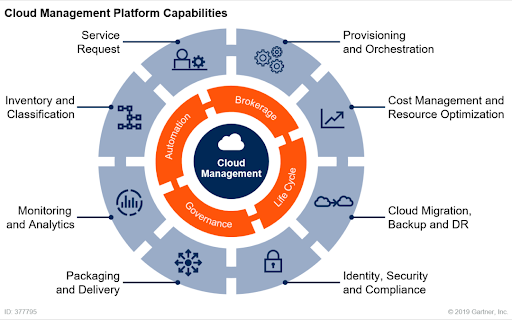 Cloud Management Platform Capabilities
Service
Request
Provisioning
and Orchestration
Inventory and
Classification
Cost Management and
Resource Optimization
Brokerage
Automation
Cloud
Management
Life Cycle
Governance
Monitoring
and Analytics
Cloud Migration,
Backup and DR
Packaging
and Delivery
Identity, Security
and Compliance
ID: 377795
© 2019 Gartner, Inc.